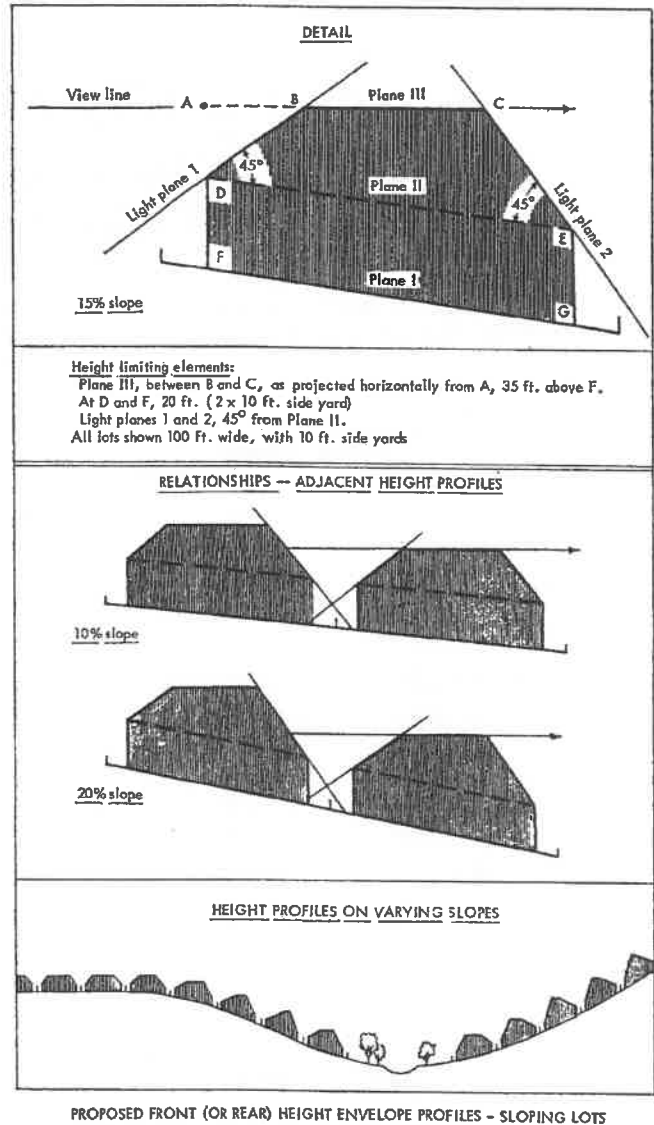 DETAIL
View line
A
B
Plane III
C
Light plane 1
45°
D
Plane II
45°
E
Light plane 2
F
Plane I
G
15% slope
Height limiting elements:
Plane III, between B and C, as projected horizontally from A, 35 ft. above F.
At D and F, 20 ft. ( 2 x 10 ft. side yard)
Light planes 1 and 2, 45° from Plane II.
All lots shown 100 Ft. wide, with 10 ft. side yards
RELATIONSHIPS -- ADJACENT HEIGHT PROFILES
10% slope
20% slope
HEIGHT PROFILES ON VARYING SLOPES
PROPOSED FRONT (OR REAR) HEIGHT ENVELOPE PROFILES - SLOPING LOTS